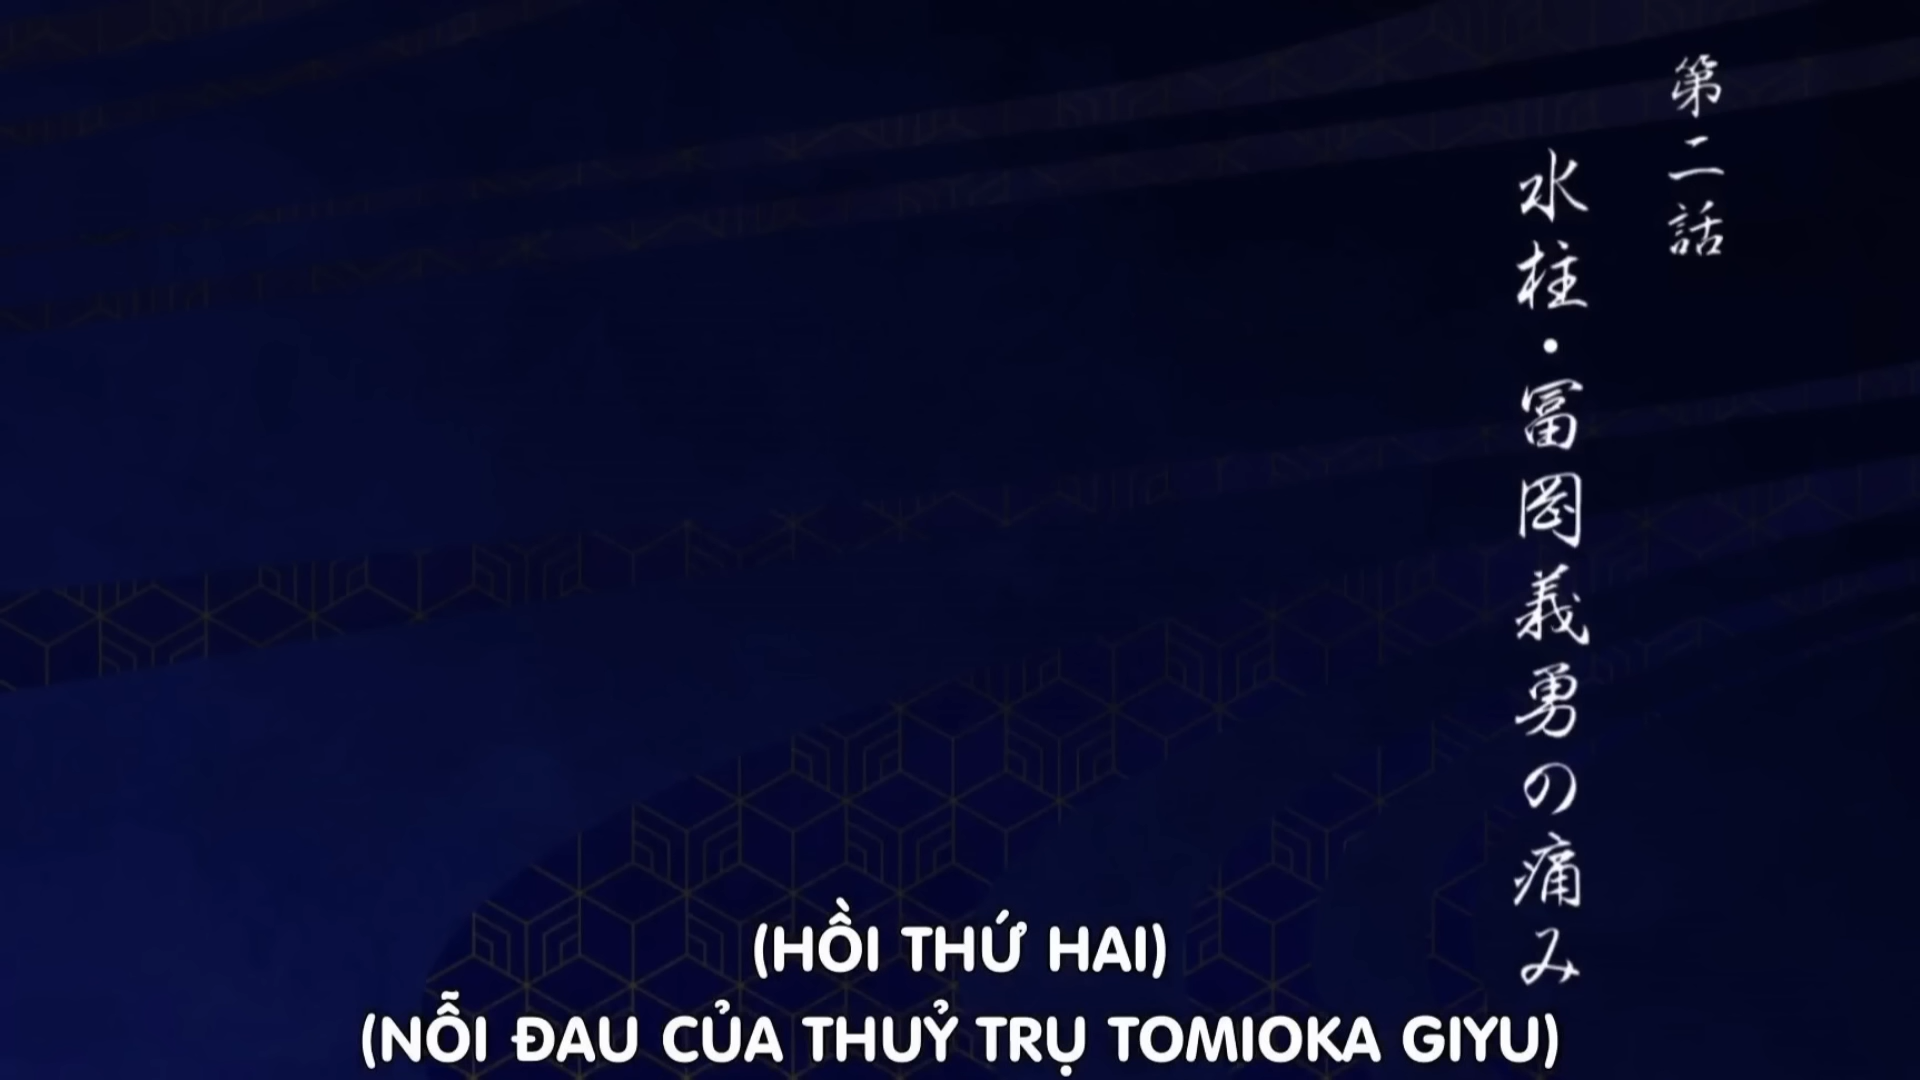 第二話
水柱・冨岡義勇の痛み
(HỒI THỨ HAI)
(NỖI ĐAU CỦA THUỶ TRỤ TOMIOKA GIYU)